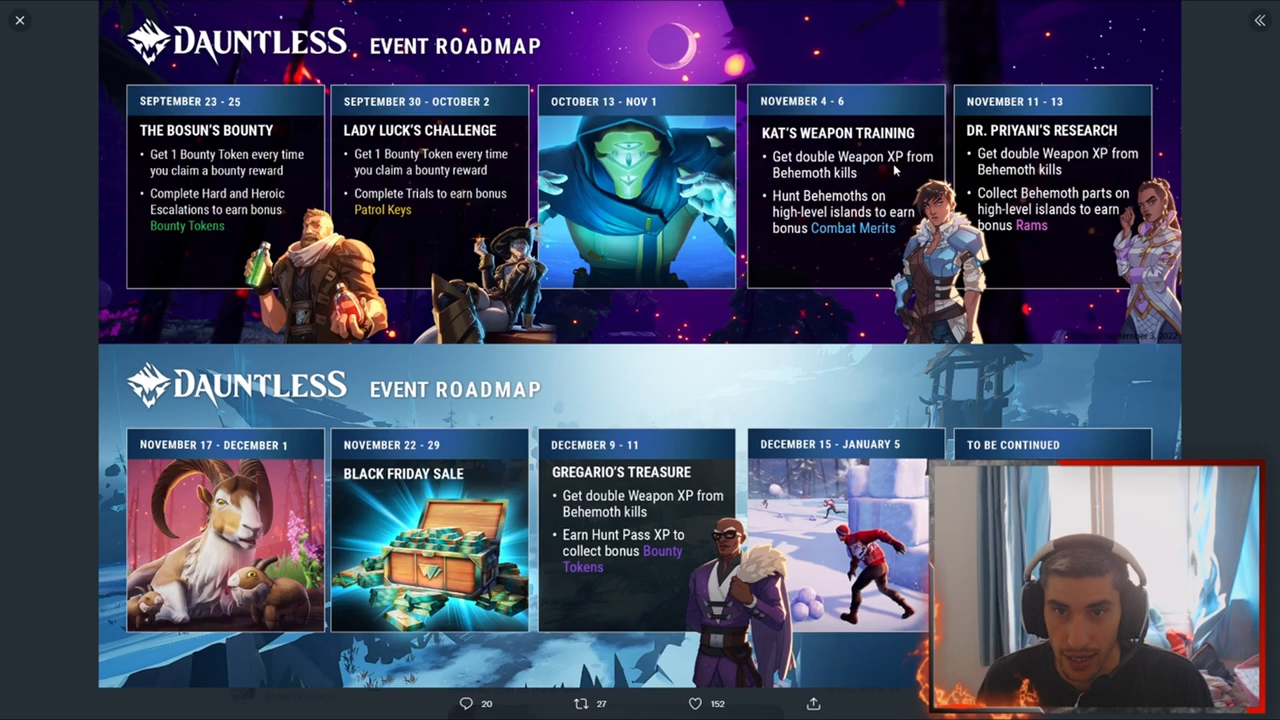 DAUNTLESS EVENT ROADMAP
SEPTEMBER 23 - 25
THE BOSUN'S BOUNTY
• Get 1 Bounty Token every time
you claim a bounty reward
• Complete Hard and Heroic
Escalations to earn bonus
Bounty Tokens
SEPTEMBER 30 - OCTOBER 2
LADY LUCK'S CHALLENGE
• Get 1 Bounty Token every time
you claim a bounty reward
• Complete Trials to earn bonus
Patrol Keys
OCTOBER 13 - NOV 1
NOVEMBER 4 - 6
KAT'S WEAPON TRAINING
• Get double Weapon XP from
Behemoth kills
• Hunt Behemoths on
high-level islands to earn
bonus Combat Merits
NOVEMBER 11 - 13
DR. PRIYANI'S RESEARCH
• Get double Weapon XP from
Behemoth kills
• Collect Behemoth parts on
high-level islands to earn
bonus Rams
DAUNTLESS EVENT ROADMAP
NOVEMBER 17 - DECEMBER 1
NOVEMBER 22 - 29
BLACK FRIDAY SALE
DECEMBER 9 - 11
GREGARIO'S TREASURE
• Get double Weapon XP from
Behemoth kills
• Earn Hunt Pass XP to
collect bonus Bounty
Tokens
DECEMBER 15 - JANUARY 5
TO BE CONTINUED
20 27 152